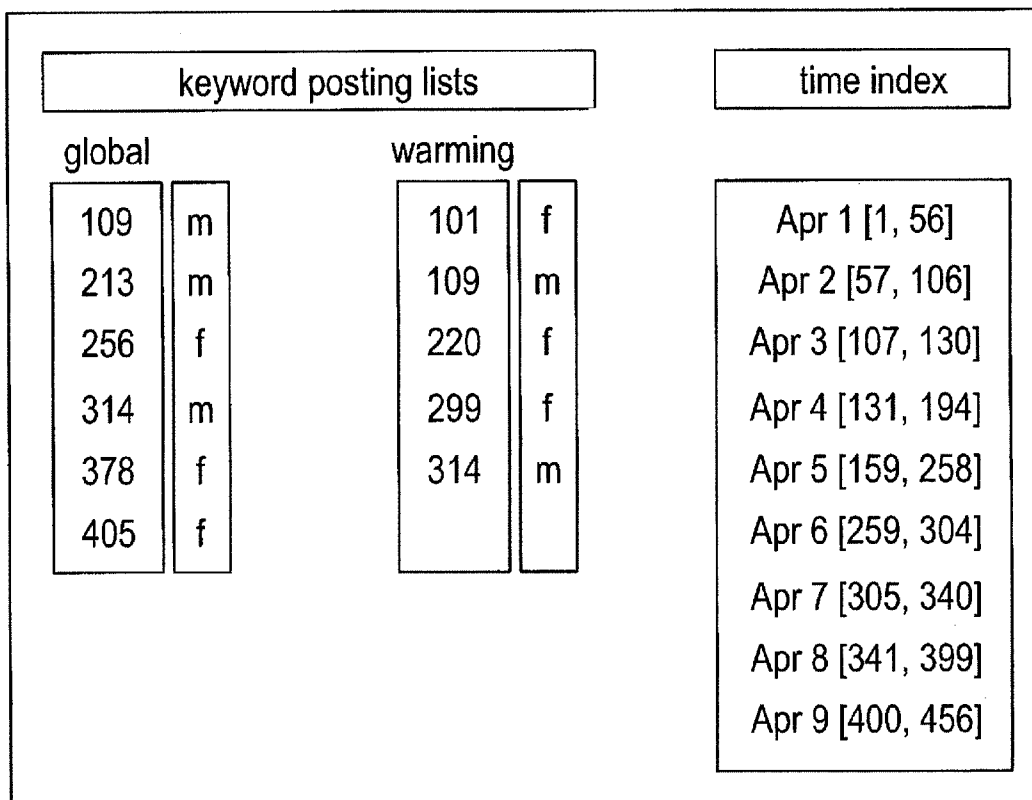 keyword posting lists
time index
global
warming
109 m
213 m
256 f
314 m
378 f
405 f
101 f
109 m
220 f
299 f
314 m
Apr 1 [1, 56]
Apr 2 [57, 106]
Apr 3 [107, 130]
Apr 4 [131, 194]
Apr 5 [159, 258]
Apr 6 [259, 304]
Apr 7 [305, 340]
Apr 8 [341, 399]
Apr 9 [400, 456]